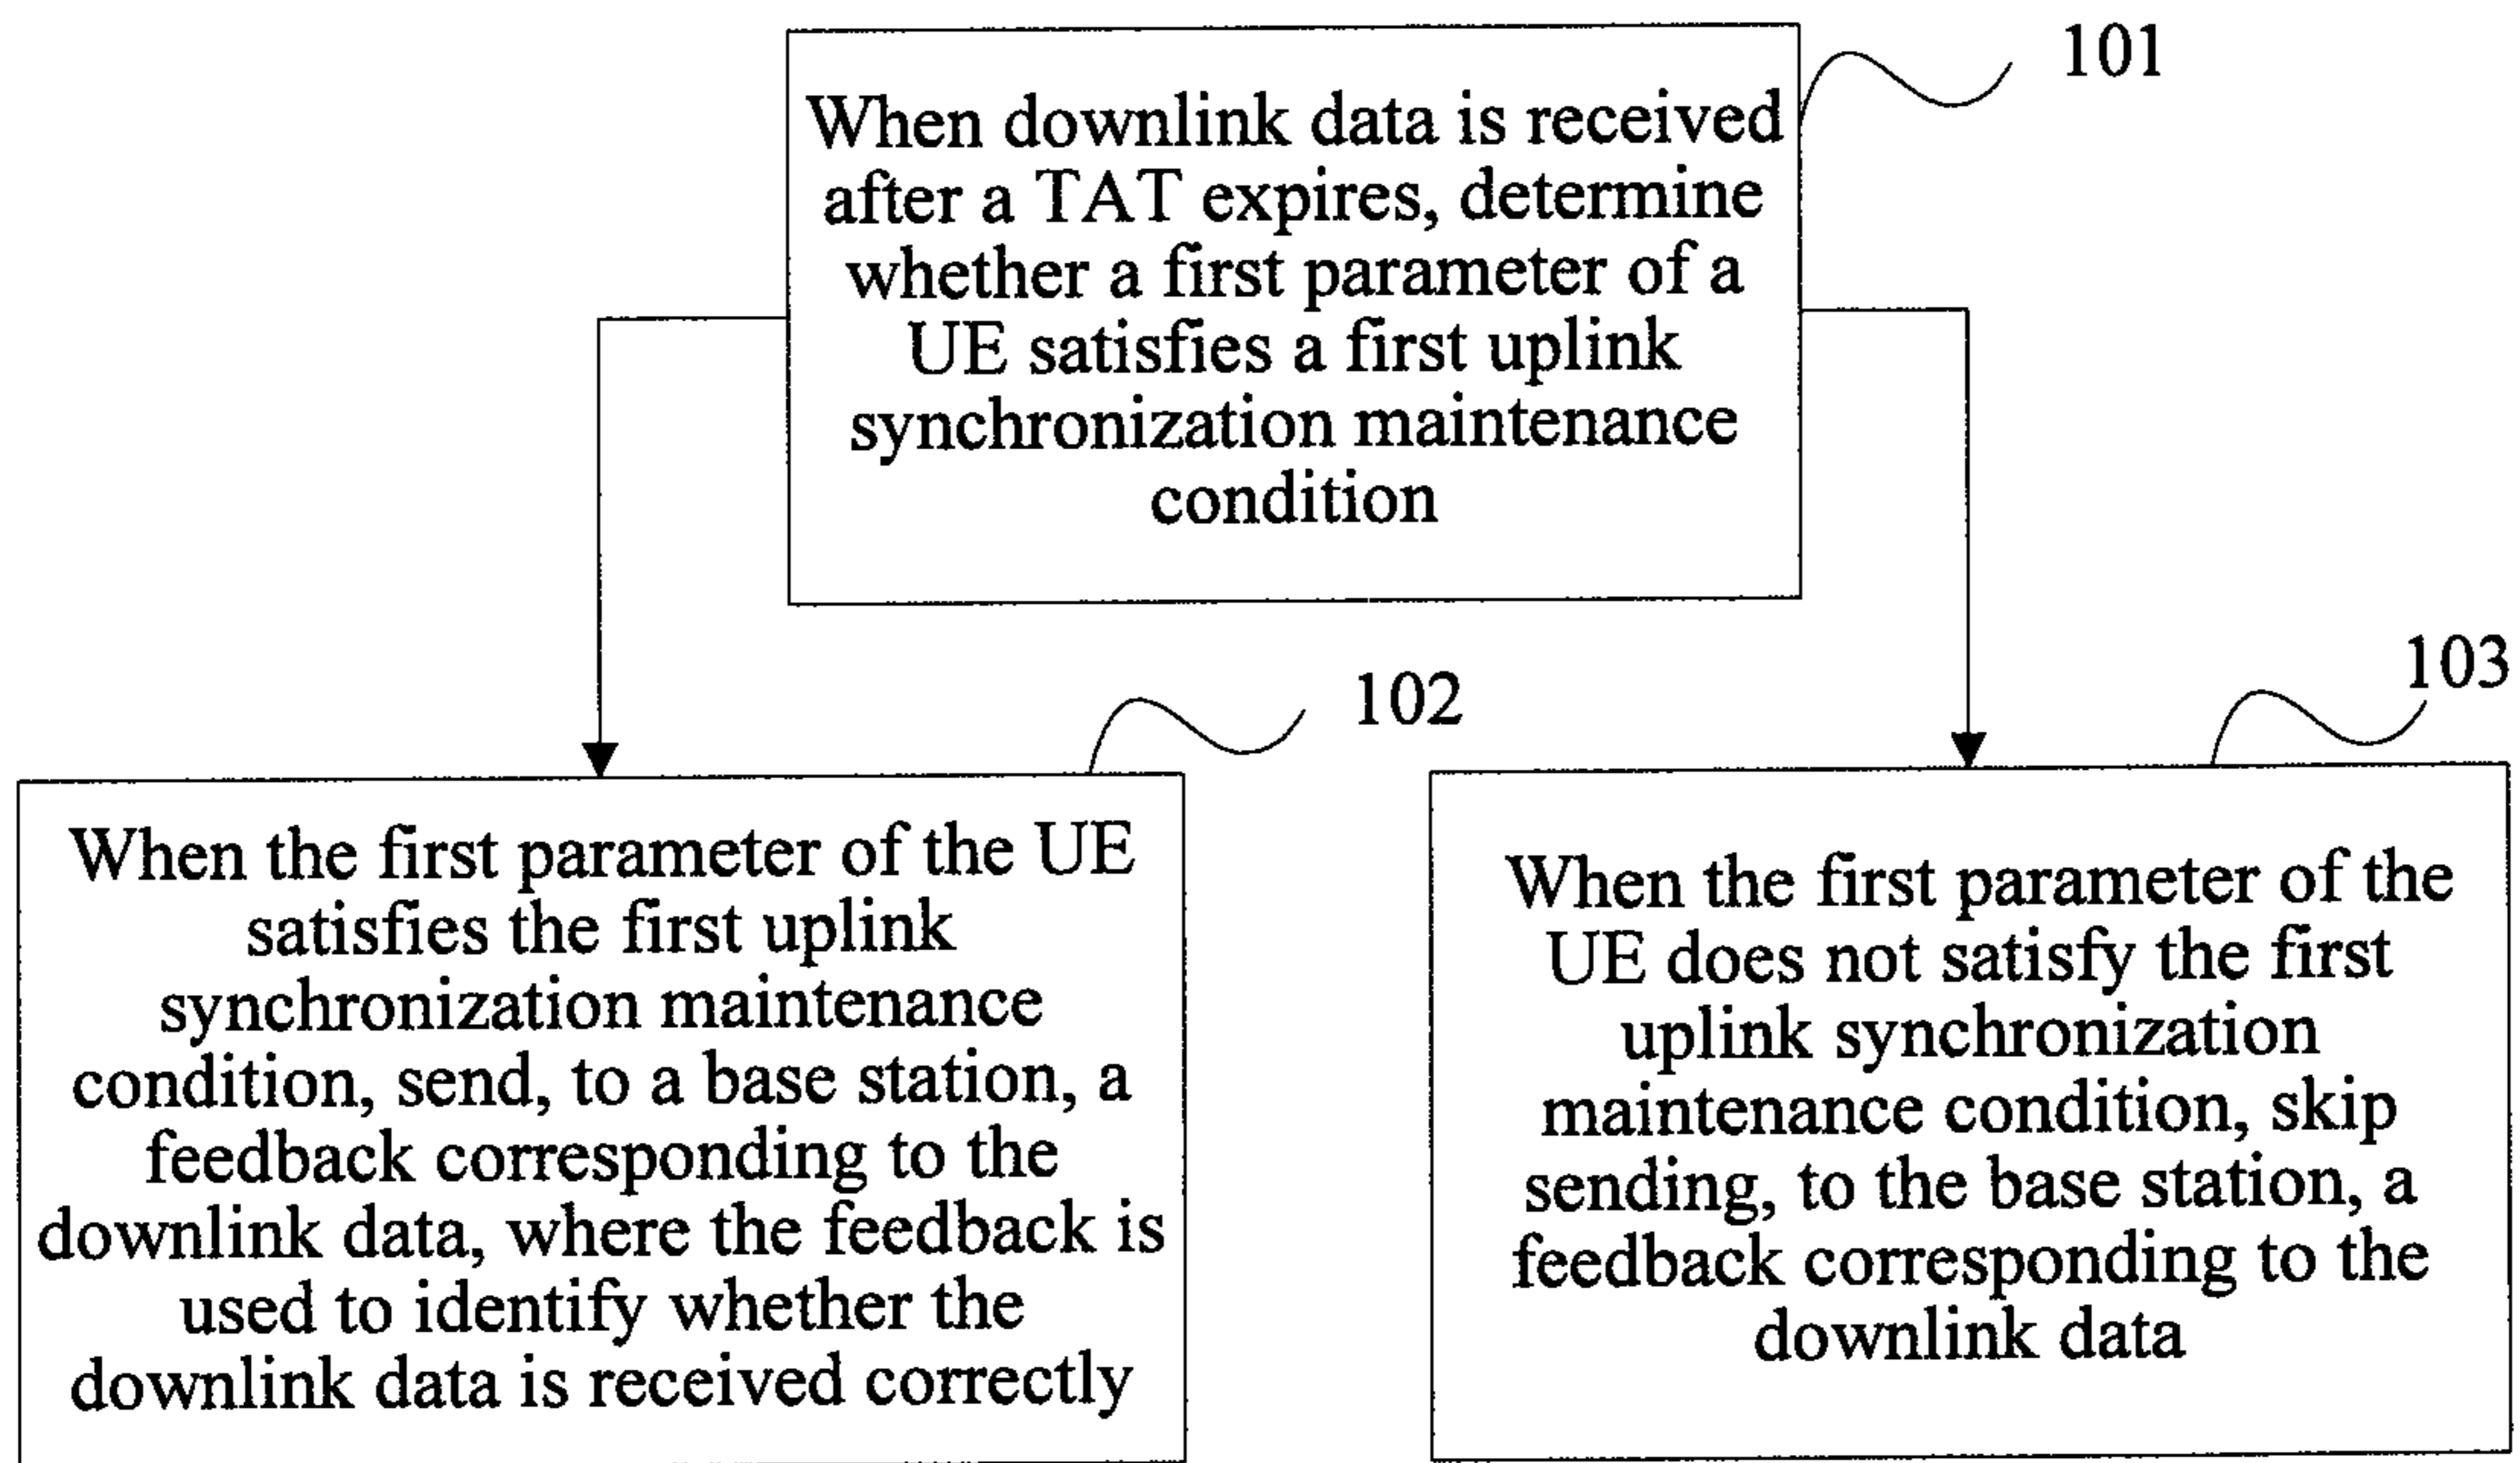 101
When downlink data is received
after a TAT expires, determine
whether a first parameter of a
UE satisfies a first uplink
synchronization maintenance
condition
102
When the first parameter of the UE
satisfies the first uplink
synchronization maintenance
condition, send, to a base station, a
feedback corresponding to the
downlink data, where the feedback is
used to identify whether the
downlink data is received correctly
103
When the first parameter of the
UE does not satisfy the first
uplink synchronization
maintenance condition, skip
sending, to the base station, a
feedback corresponding to the
downlink data